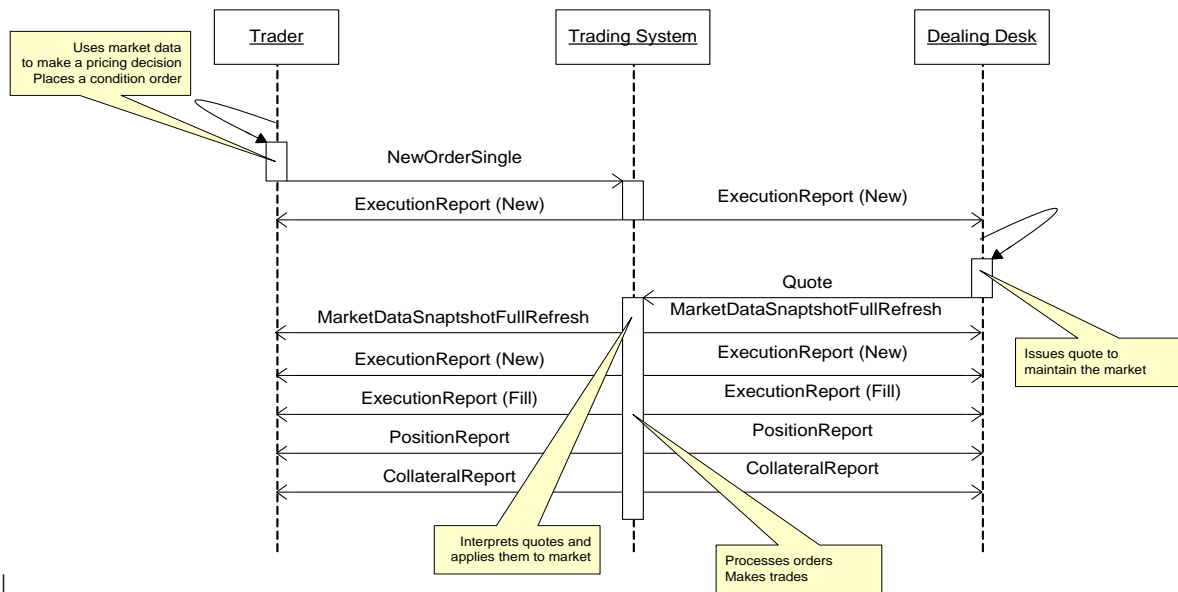 Trader
Trading System
Dealing Desk
Uses market data
to make a pricing decision
Places a condition order
NewOrderSingle
ExecutionReport (New)
ExecutionReport (New)
Quote
MarketDataSnaptshotFullRefresh
MarketDataSnapshotFullRefresh
Issues quote to
maintain the market
ExecutionReport (New)
ExecutionReport (New)
ExecutionReport (Fill)
ExecutionReport (Fill)
PositionReport
PositionReport
CollateralReport
CollateralReport
Interprets quotes and
applies them to market
Processes orders
Makes trades